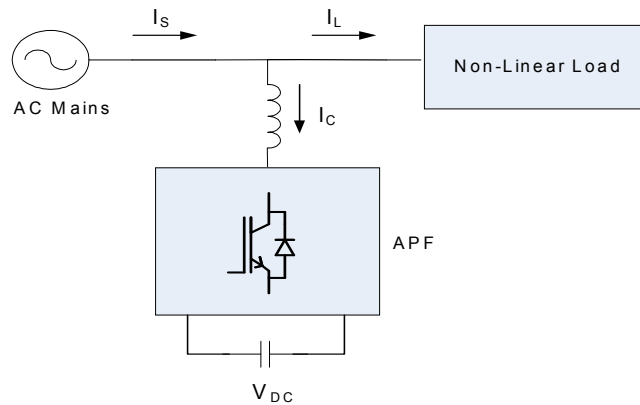 I_S
I_L
Non-Linear Load
AC Mains
I_C
APF
V_DC